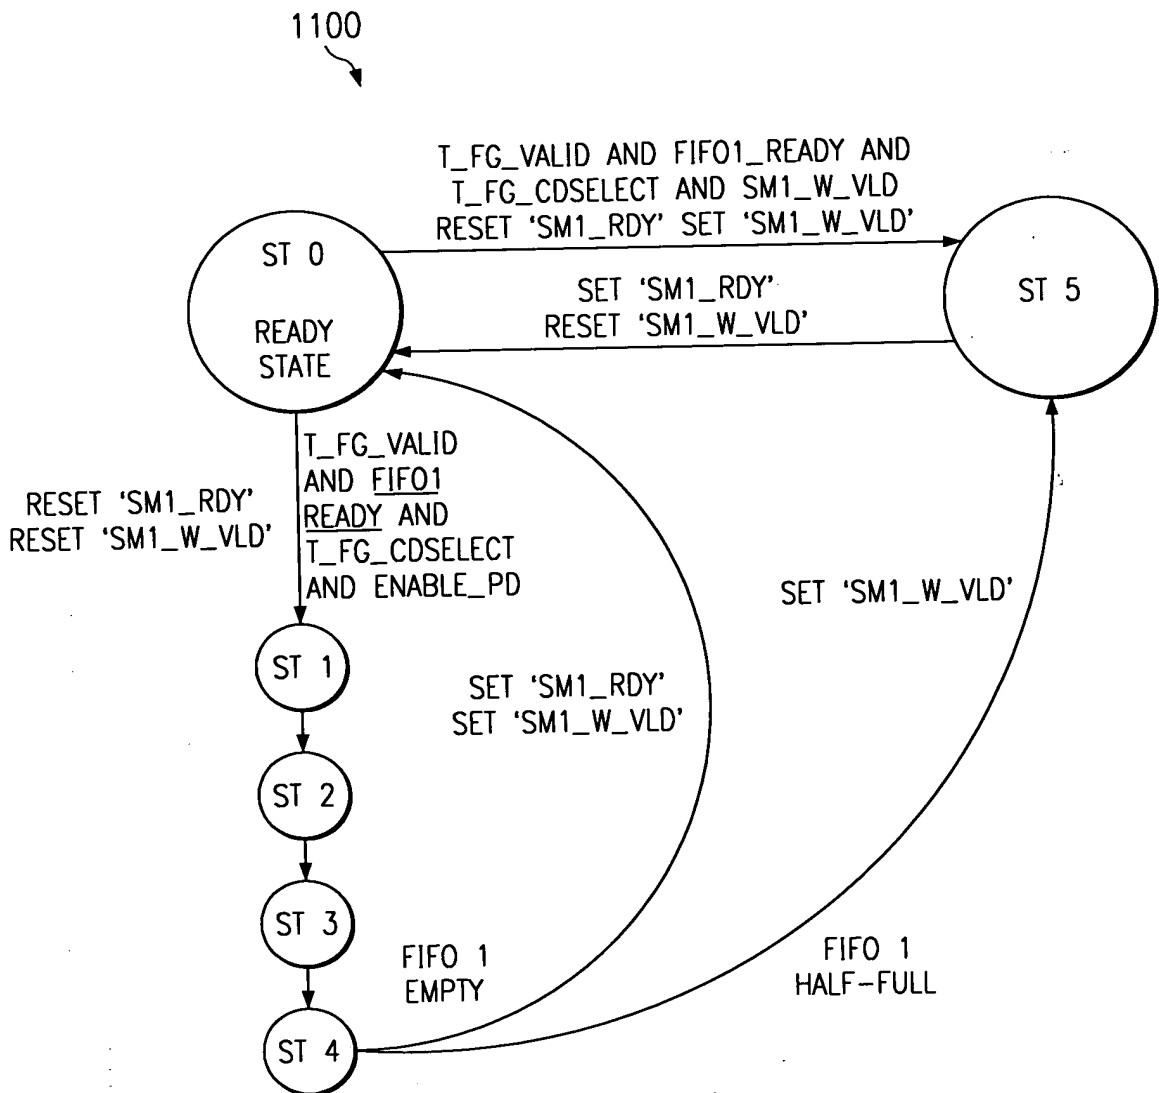 1100
T_FG_VALID AND FIFO1_READY AND
T_FG_CDSELECT AND SM1_W_VLD
RESET ‘SM1_RDY’ SET ‘SM1_W_VLD’
ST 0
READY
STATE
SET ‘SM1_RDY’
RESET ‘SM1_W_VLD’
ST 5
RESET ‘SM1_RDY’
RESET ‘SM1_W_VLD’
T_FG_VALID
AND FIFO1
READY AND
T_FG_CDSELECT
AND ENABLE_PD
SET ‘SM1_W_VLD’
ST 1
SET ‘SM1_RDY’
SET ‘SM1_W_VLD’
ST 2
ST 3
FIFO 1
EMPTY
FIFO 1
HALF-FULL
ST 4